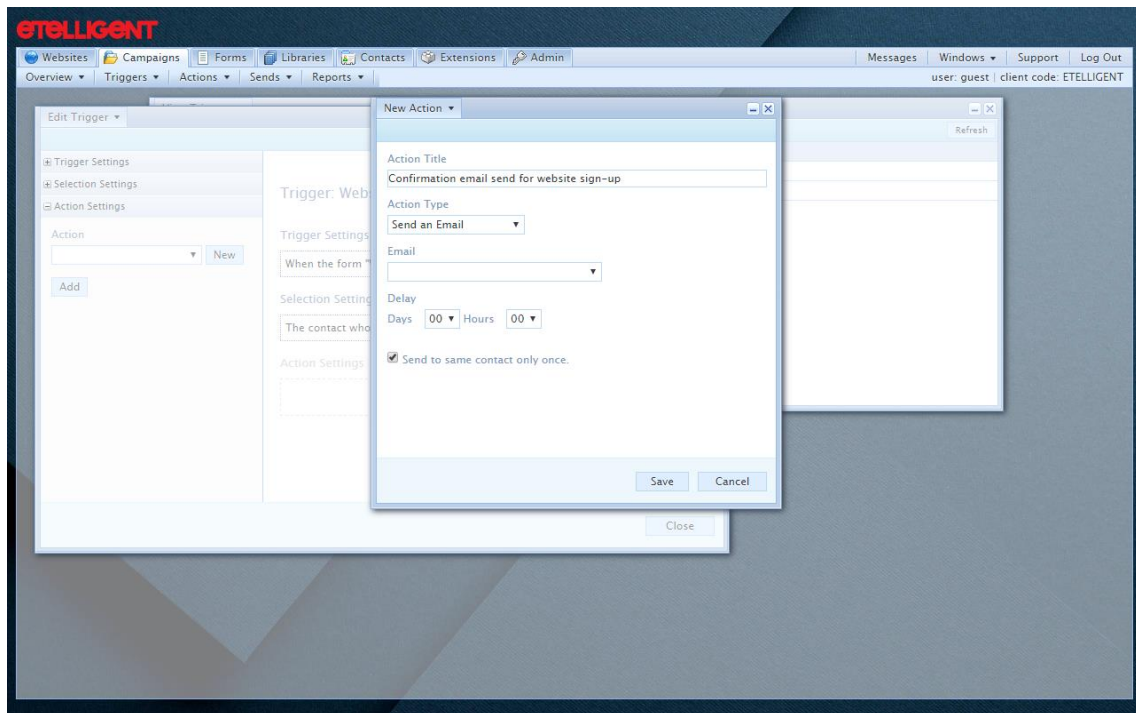 eTELLIGENT
Websites Campaigns Forms Libraries Contacts Extensions Admin Messages Windows Support Log Out
Overview Triggers Actions Sends Reports user: guest client code: ETELLIGENT
Edit Trigger
Refresh
Trigger Settings
Selection Settings
Action Settings
Action
New
Add
Trigger:
Trigger Settings
When the form
Selection
The contact who
Action Settings
Close
New Action
Action Title
Confirmation email send for website sign-up
Action Type
Send an Email
Email
Delay
Days 00 Hours 00
Send to same contact only once.
Save Cancel